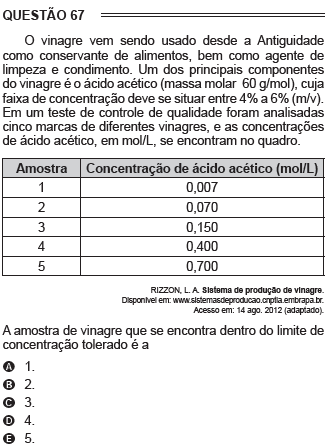 QUESTÃO 67
O vinagre vem sendo usado desde a Antiguidade
como conservante de alimentos, bem como agente de
limpeza e condimento. Um dos principais componentes
do vinagre é o ácido acético (massa molar 60 g/mol), cuja
faixa de concentração deve se situar entre 4% a 6% (m/v).
Em um teste de controle de qualidade foram analisadas
cinco marcas de diferentes vinagres, e as concentrações
de ácido acético, em mol/L, se encontram no quadro.
Amostra Concentração de ácido acético (mol/L)
1 0,007
2 0,070
3 0,150
4 0,400
5 0,700
RIZZON, L. A. Sistema de produção de vinagre.
Disponível em: www.sistemasdeproducao.cnptia.embrapa.br.
Acesso em: 14 ago. 2012 (adaptado).
A amostra de vinagre que se encontra dentro do limite de
concentração tolerado é a
A 1.
B 2.
C 3.
D 4.
E 5.